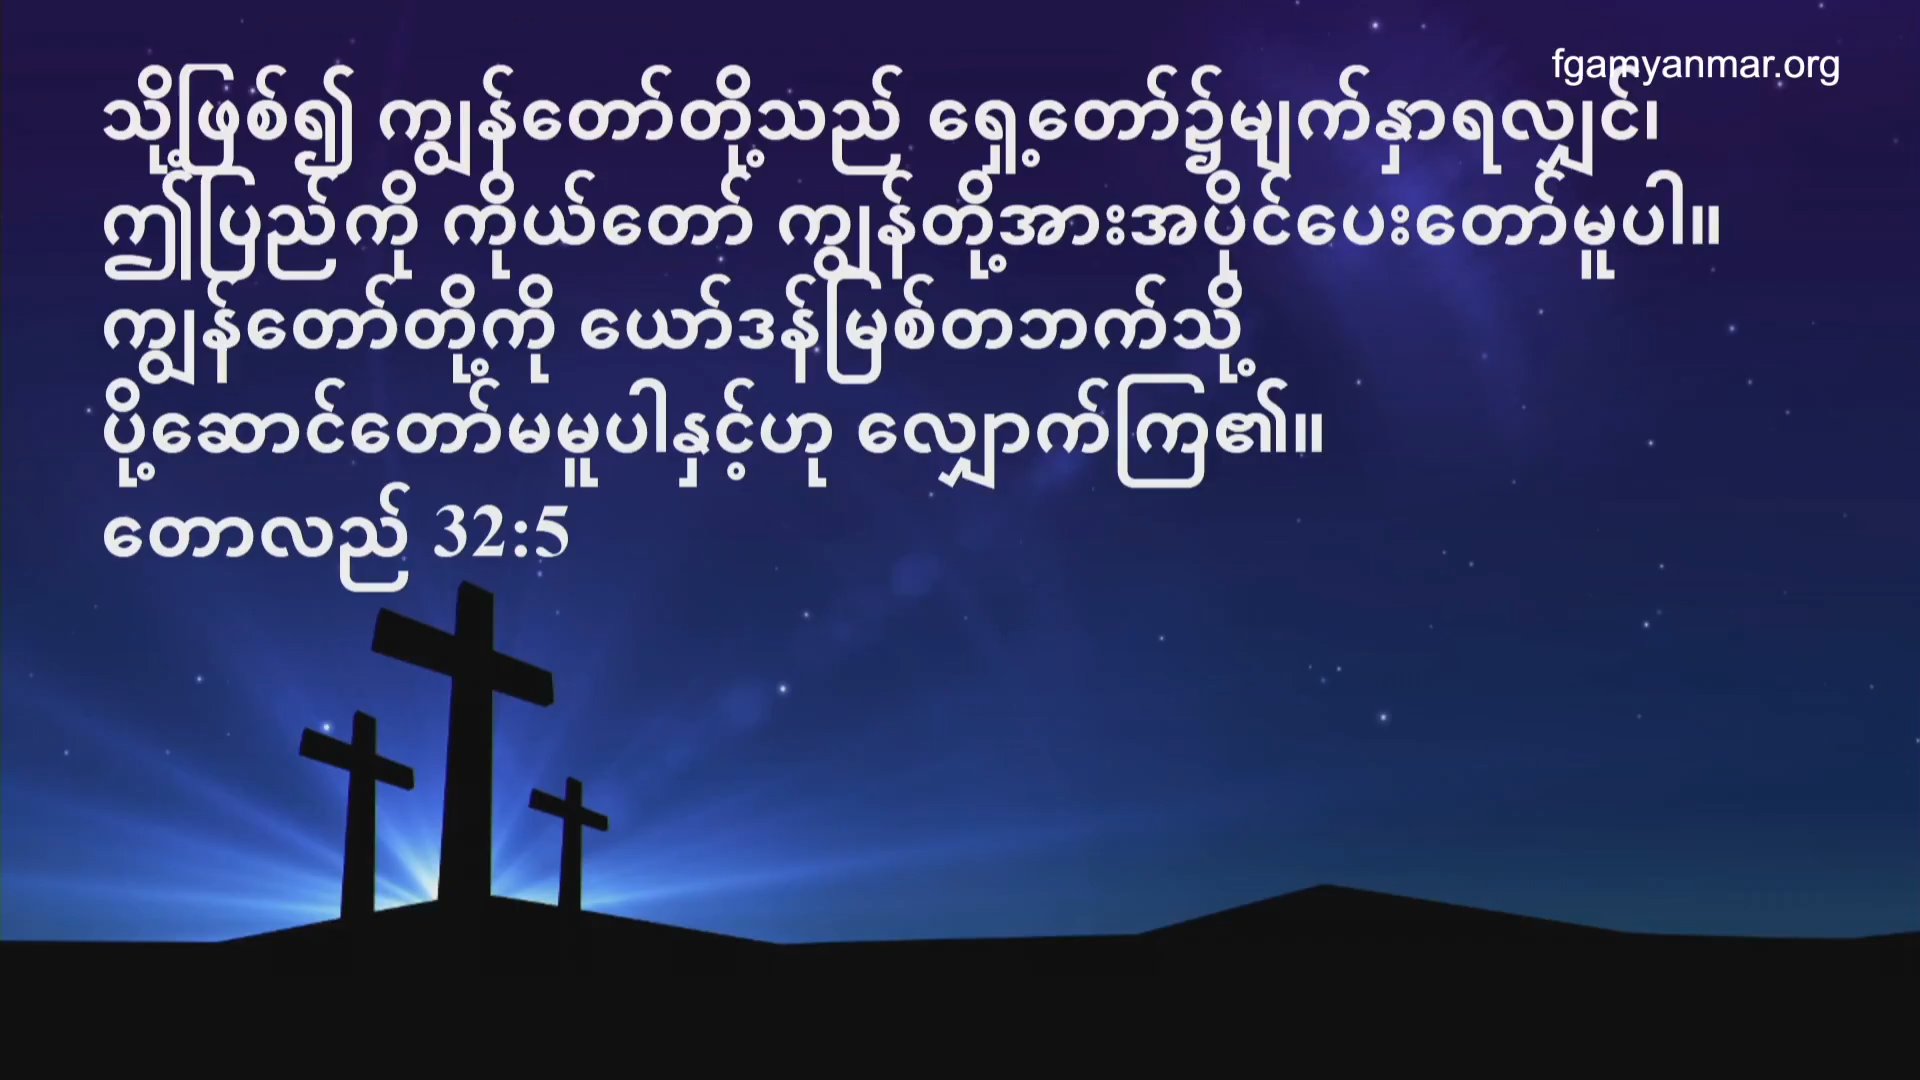 fgamyanmar.org
သို့ဖြစ်၍ ကျွန်တော်တို့သည် ရှေ့တော်၌မျက်နှာရလျှင်၊
ဤပြည်ကို ကိုယ်တော် ကျွန်တို့အားအပိုင်ပေးတော်မူပါ။
ကျွန်တော်တို့ကို ယော်ဒန်မြစ်တဘက်သို့
ပို့ဆောင်တော်မမူပါနှင့်ဟု လျှောက်ကြ၏။
တောလည် 32:5